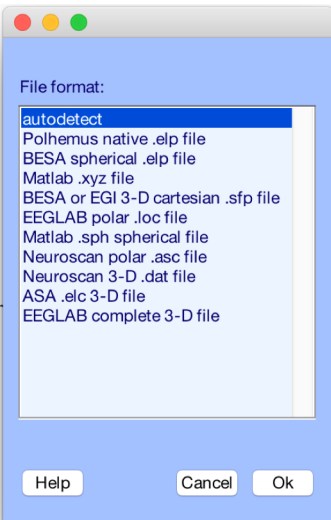 File format:
autodetect
Polhemus native .elp file
BESA spherical .elp file
Matlab .xyz file
BESA or EGI 3-D cartesian .sfp file
EEGLAB polar .loc file
Matlab .sph spherical file
Neuroscan polar .asc file
Neuroscan 3-D .dat file
ASA .elc 3-D file
EEGLAB complete 3-D file
Help Cancel Ok